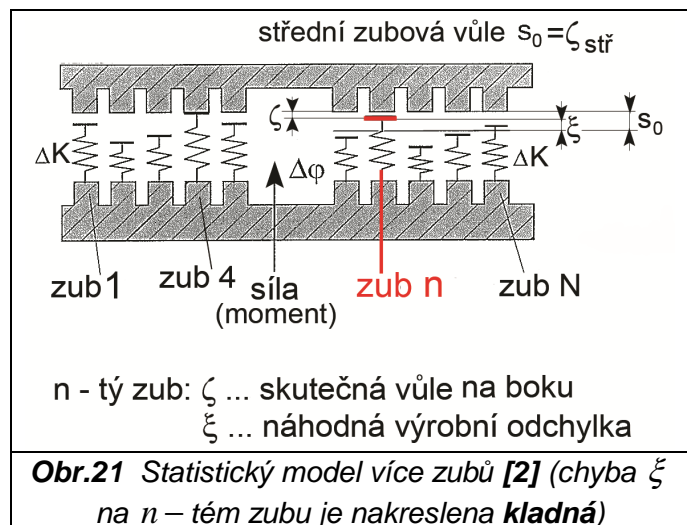 střední zubová vůle s₀=ζstř
ζ
ξ
s₀
ΔK
Δφ
ΔK
zub 1
zub 4
síla
(moment)
zub n
zub N
n - tý zub: ζ ... skutečná vůle na boku
ξ ... náhodná výrobní odchylka
Obr.21 Statistický model více zubů [2] (chyba ξ
na n – tém zubu je nakreslena kladná)